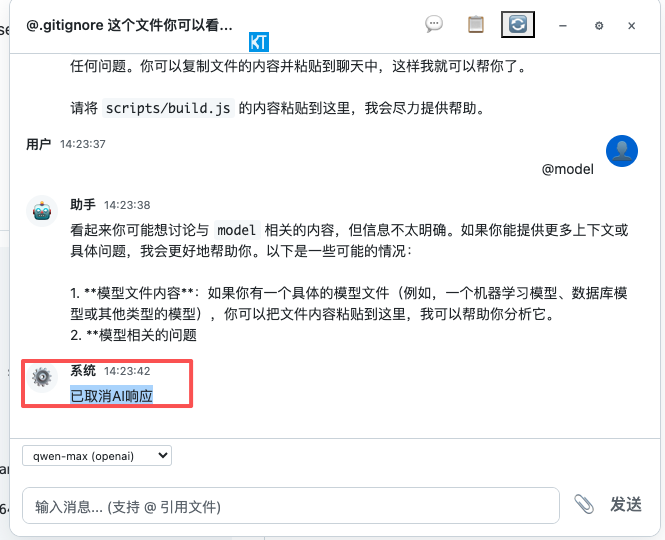 se
@.gitignore 这个文件你可以看...
KT
任何问题。你可以复制文件的内容并粘贴到聊天中，这样我就可以帮你了。
请将 scripts/build.js 的内容粘贴到这里，我会尽力提供帮助。
用户 14:23:37
@model
助手 14:23:38
看起来你可能想讨论与 model 相关的内容，但信息不太明确。如果你能提供更多上下文或
具体问题，我会更好地帮助你。以下是一些可能的情况：
1. **模型文件内容**：如果你有一个具体的模型文件（例如，一个机器学习模型、数据库模
型或其他类型的模型），你可以把文件内容粘贴到这里，我可以帮助你分析它。
2. **模型相关的问题
系统 14:23:42
已取消AI响应
qwen-max (openai)
ar
64
输入消息... (支持 @ 引用文件)
发送